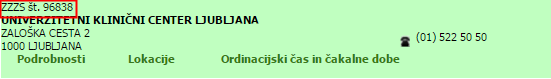 ZZZS št. 96838
UNIVERZITETNI KLINIČNI CENTER LJUBLJANA
ZALOŠKA CESTA 2
1000 LJUBLJANA
(01) 522 50 50
Podrobnosti Lokacije Ordinacijski čas in čakalne dobe